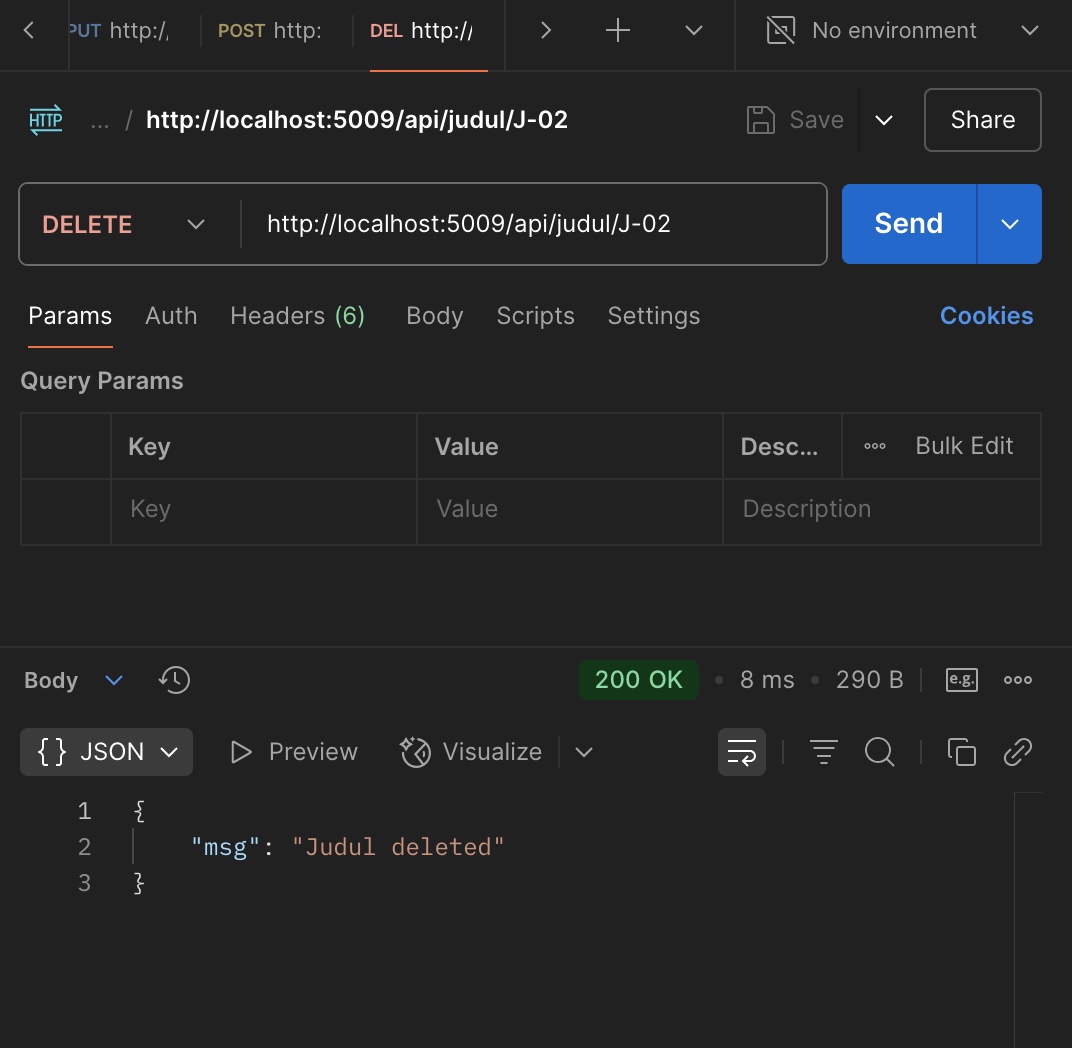 PUT http:/, POST http: DEL http:// No environment
HTTP ... / http://localhost:5009/api/judul/J-02 Save Share
DELETE http://localhost:5009/api/judul/J-02 Send
Params Auth Headers (6) Body Scripts Settings Cookies
Query Params
Key Value Desc... Bulk Edit
Key Value Description
Body 200 OK • 8 ms • 290 B e.g.
{} JSON Preview Visualize
1 {
2 "msg": "Judul deleted"
3 }